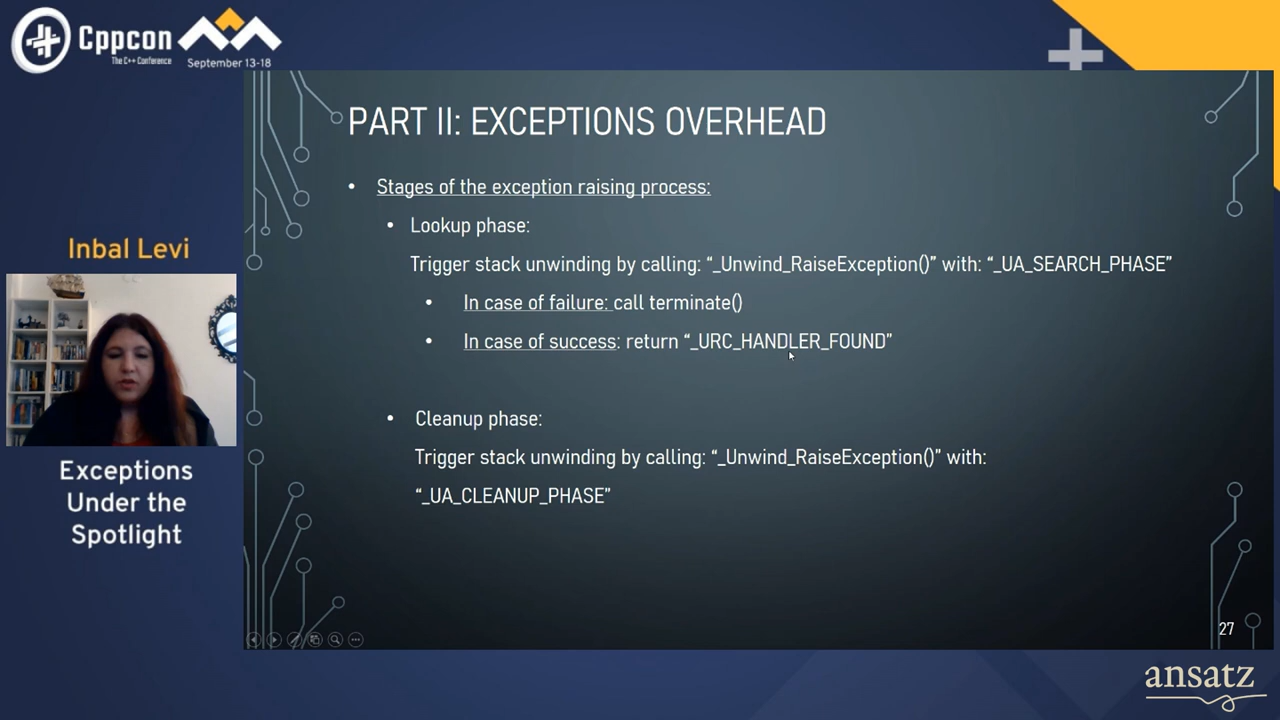 Cppcon
The C++ Conference
September 13-18
PART II: EXCEPTIONS OVERHEAD
• Stages of the exception raising process:
• Lookup phase:
Trigger stack unwinding by calling: “_Unwind_RaiseException()” with: “_UA_SEARCH_PHASE”
• In case of failure: call terminate()
• In case of success: return “_URC_HANDLER_FOUND”
• Cleanup phase:
Trigger stack unwinding by calling: “_Unwind_RaiseException()” with:
“_UA_CLEANUP_PHASE”
27
Inbal Levi
Exceptions
Under the
Spotlight
ansatz